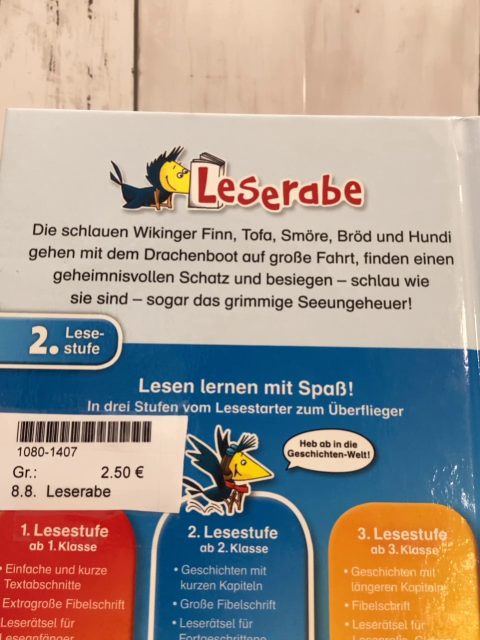 Leserabe
Die schlauen Wikinger Finn, Tofa, Smöre, Bröd und Hundi
gehen mit dem Drachenboot auf große Fahrt, finden einen
geheimnisvollen Schatz und besiegen – schlau wie
sie sind – sogar das grimmige Seeungeheuer!
2. Lese-
stufe
Lesen lernen mit Spaß!
In drei Stufen vom Lesestarter zum Überflieger
Heb ab in die
Geschichten-Welt!
1080-1407
Gr.: 2.50 €
8.8. Leserabe
1. Lesestufe
ab 1. Klasse
• Einfache und kurze
Textabschnitte
• Extragroße Fibelschrift
Leserätsel für
Leseanfänger
2. Lesestufe
ab 2. Klasse
• Geschichten mit
kurzen Kapiteln
• Große Fibelschrift
• Leserätsel für
Fortgeschrittene
3. Lesestufe
ab 3. Klasse
• Geschichten mit
längeren Kapiteln
• Fibelschrift
• Leserätsel für